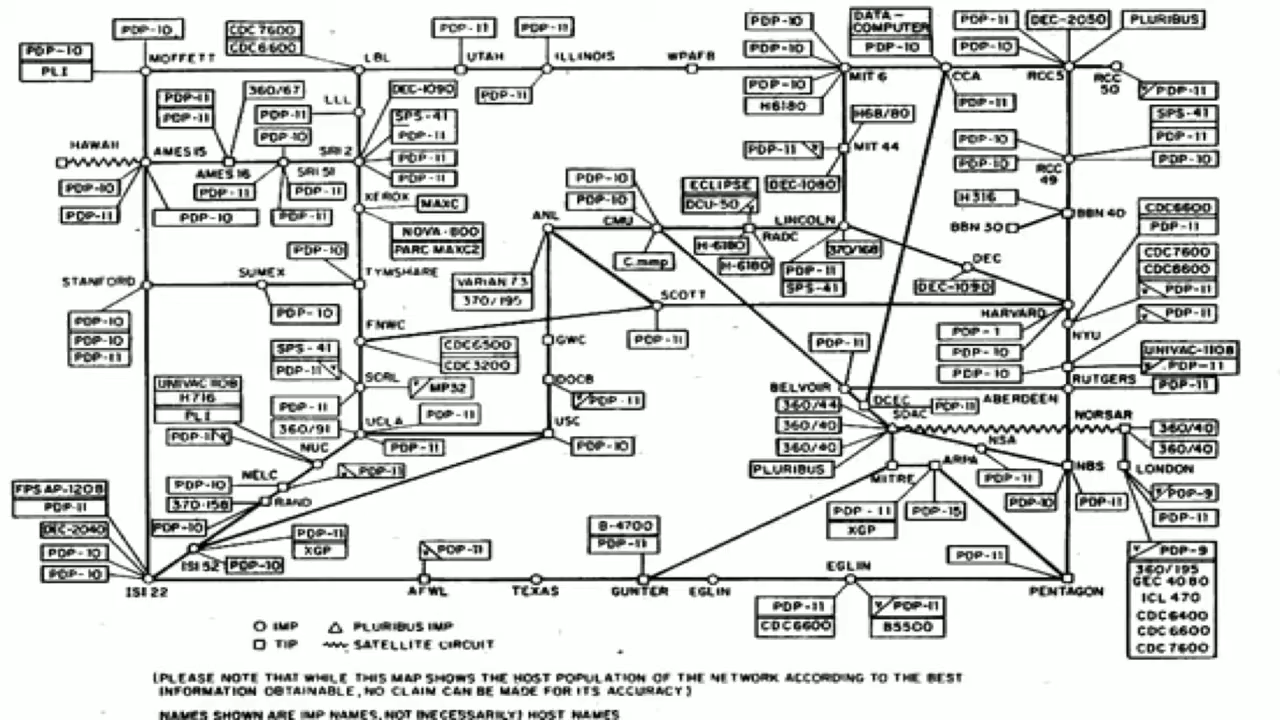 PDP-10
PLI
PDP-10
MOFFETT
CDC7600
CDC6600
LBL
PDP-11
UTAH
PDP-11
ILLINOIS
PDP-11
WPAFB
PDP-10
PDP-10
PDP-10
H6180
MIT 6
DATA-
COMPUTER
PDP-10
CCA
PDP-11
PDP-11
PDP-10
DEC-2050
PLURIBUS
RCC5
RCC
50
PDP-11
LLL
PDP-11
PDP-11
PDP-11
360/67
PDP-10
DEC-1090
SPS-41
PDP-11
PDP-11
PDP-11
HAWAII
AMES15
AMES16
SRI 51
SRI 2
PDP-10
PDP-11
PDP-10
PDP-11
PDP-11
PDP-11
XEROX
MAXC
NOVA-800
PARC MAXC2
H68/80
MIT 44
PDP-11
DEC-1080
SPS-41
PDP-11
PDP-10
PDP-10
PDP-10
RCC
49
H316
BBN 40
BBN 30
PDP-10
PDP-10
CMU
C.mmp
ECLIPSE
DCU-50
RADC
H-6180
H-6180
LINCOLN
370/168
PDP-11
SPS-41
DEC
DEC-1090
CDC6600
PDP-11
CDC7600
CDC6600
PDP-11
PDP-11
ANL
VARIAN 73
370/195
SCOTT
PDP-11
STANFORD
SUMEX
TYMSHARE
PDP-10
PDP-10
PDP-10
PDP-10
PDP-11
FNWC
CDC6500
CDC3200
GWC
DOCB
PDP-11
HARVARD
PDP-1
PDP-10
PDP-10
NYU
UNIVAC-1108
PDP-11
RUTGERS
PDP-11
ABERDEEN
SPS-41
PDP-11
SCRL
MP32
PDP-11
360/91
UCLA
PDP-11
PDP-11
USC
PDP-10
UNIVAC 1108
H716
PLI
PDP-11
NUC
PDP-11
NELC
PDP-10
370-158
RAND
PDP-10
PDP-11
BELVOIR
DCEC
PDP-11
SDAC
360/44
360/40
360/40
PLURIBUS
NSA
PDP-11
NORSAR
360/40
360/40
LONDON
PDP-9
PDP-11
NBS
PDP-10
PDP-11
MITRE
ARPA
PDP-11
XGP
PDP-15
FPS AP-120B
PDP-11
DEC-2040
PDP-10
PDP-10
ISI 22
ISI 52
PDP-10
PDP-11
XGP
PDP-11
AFWL
TEXAS
B-4700
PDP-11
GUNTER
EGLIN
EGLIN
PDP-11
CDC6600
PDP-11
B5500
PDP-11
PENTAGON
PDP-9
360/195
GEC 4080
ICL 470
CDC6400
CDC6600
CDC7600
IMP
PLURIBUS IMP
TIP
SATELLITE CIRCUIT
(PLEASE NOTE THAT WHILE THIS MAP SHOWS THE HOST POPULATION OF THE NETWORK ACCORDING TO THE BEST
INFORMATION OBTAINABLE, NO CLAIM CAN BE MADE FOR ITS ACCURACY)
NAMES SHOWN ARE IMP NAMES, NOT (NECESSARILY) HOST NAMES